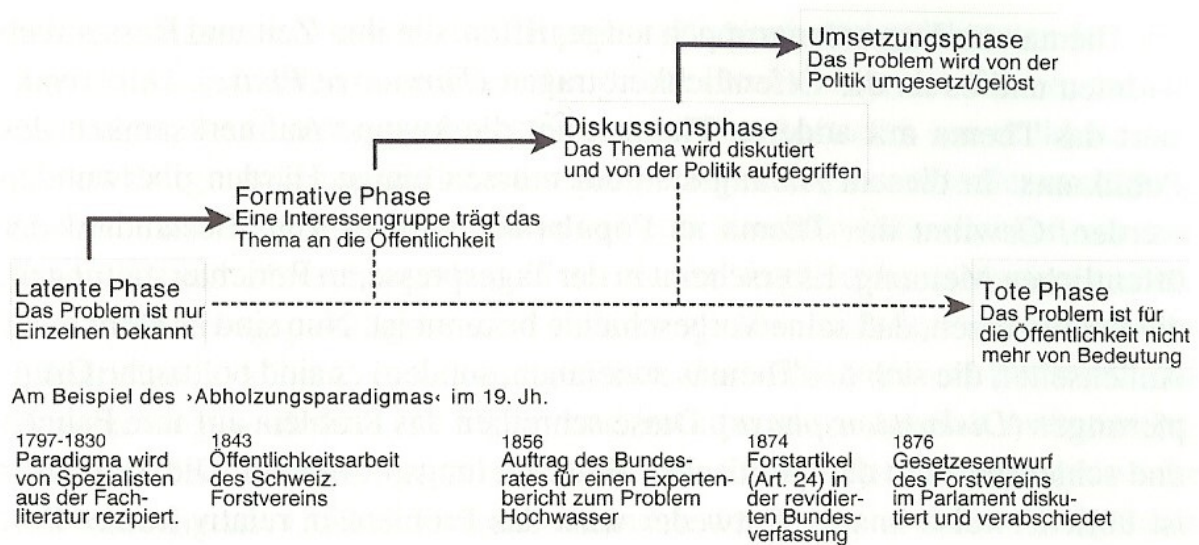 Umsetzungsphase
Das Problem wird von der
Politik umgesetzt/gelöst
Diskussionsphase
Das Thema wird diskutiert
und von der Politik aufgegriffen
Formative Phase
Eine Interessengruppe trägt das
Thema an die Öffentlichkeit
Latente Phase
Das Problem ist nur
Einzelnen bekannt
Tote Phase
Das Problem ist für
die Öffentlichkeit nicht
mehr von Bedeutung
Am Beispiel des ›Abholzungsparadigmas‹ im 19. Jh.
1797-1830
Paradigma wird
von Spezialisten
aus der Fach-
literatur rezipiert.
1843
Öffentlichkeitsarbeit
des Schweiz.
Forstvereins
1856
Auftrag des Bundes-
rates für einen Experten-
bericht zum Problem
Hochwasser
1874
Forstartikel
(Art. 24) in
der revidier-
ten Bundes-
verfassung
1876
Gesetzesentwurf
des Forstvereins
im Parlament disku-
tiert und verabschiedet